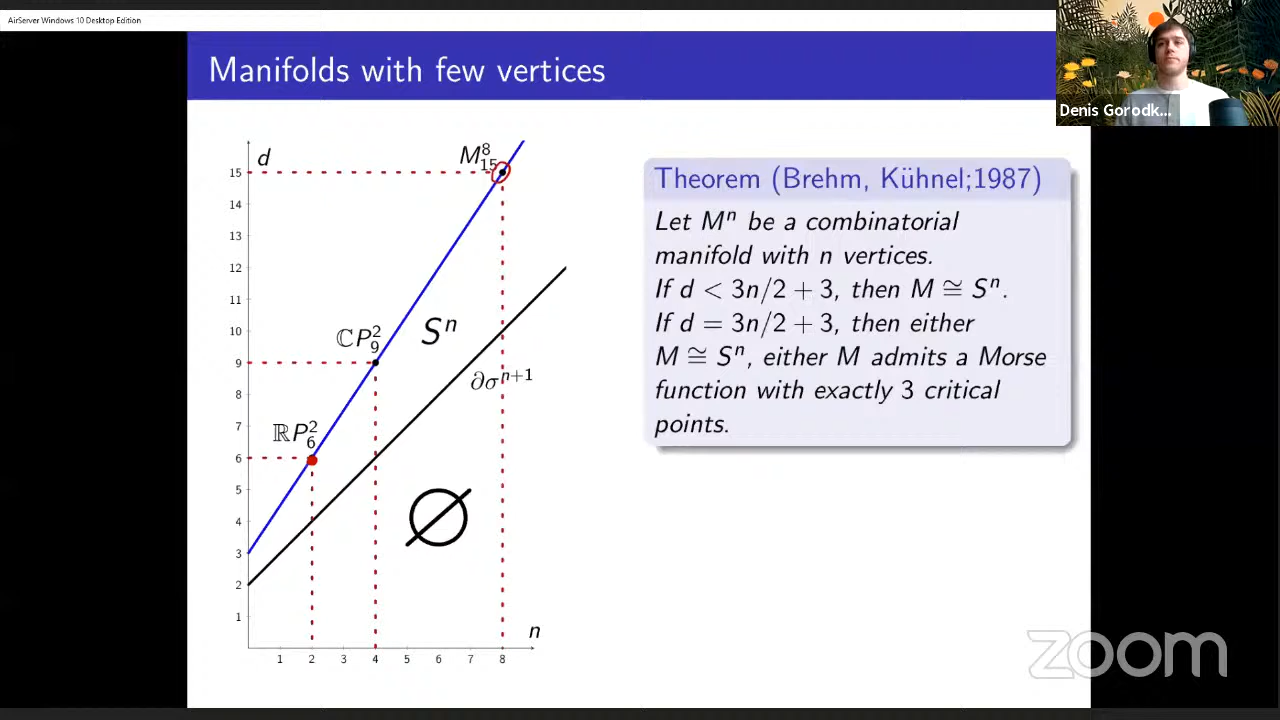 AirServer Windows 10 Desktop Edition
Manifolds with few vertices
Denis Gorodk...
d
M⁸₁₅
15
14
13
12
11
10
9
8
7
6
5
4
3
2
1
ℂP²₉
Sⁿ
∂σⁿ⁺¹
ℝP²₆
∅
n
1 2 3 4 5 6 7 8
Theorem (Brehm, Kühnel;1987)
Let Mⁿ be a combinatorial
manifold with n vertices.
If d < 3n/2 + 3, then M ≅ Sⁿ.
If d = 3n/2 + 3, then either
M ≅ Sⁿ, either M admits a Morse
function with exactly 3 critical
points.
zoom